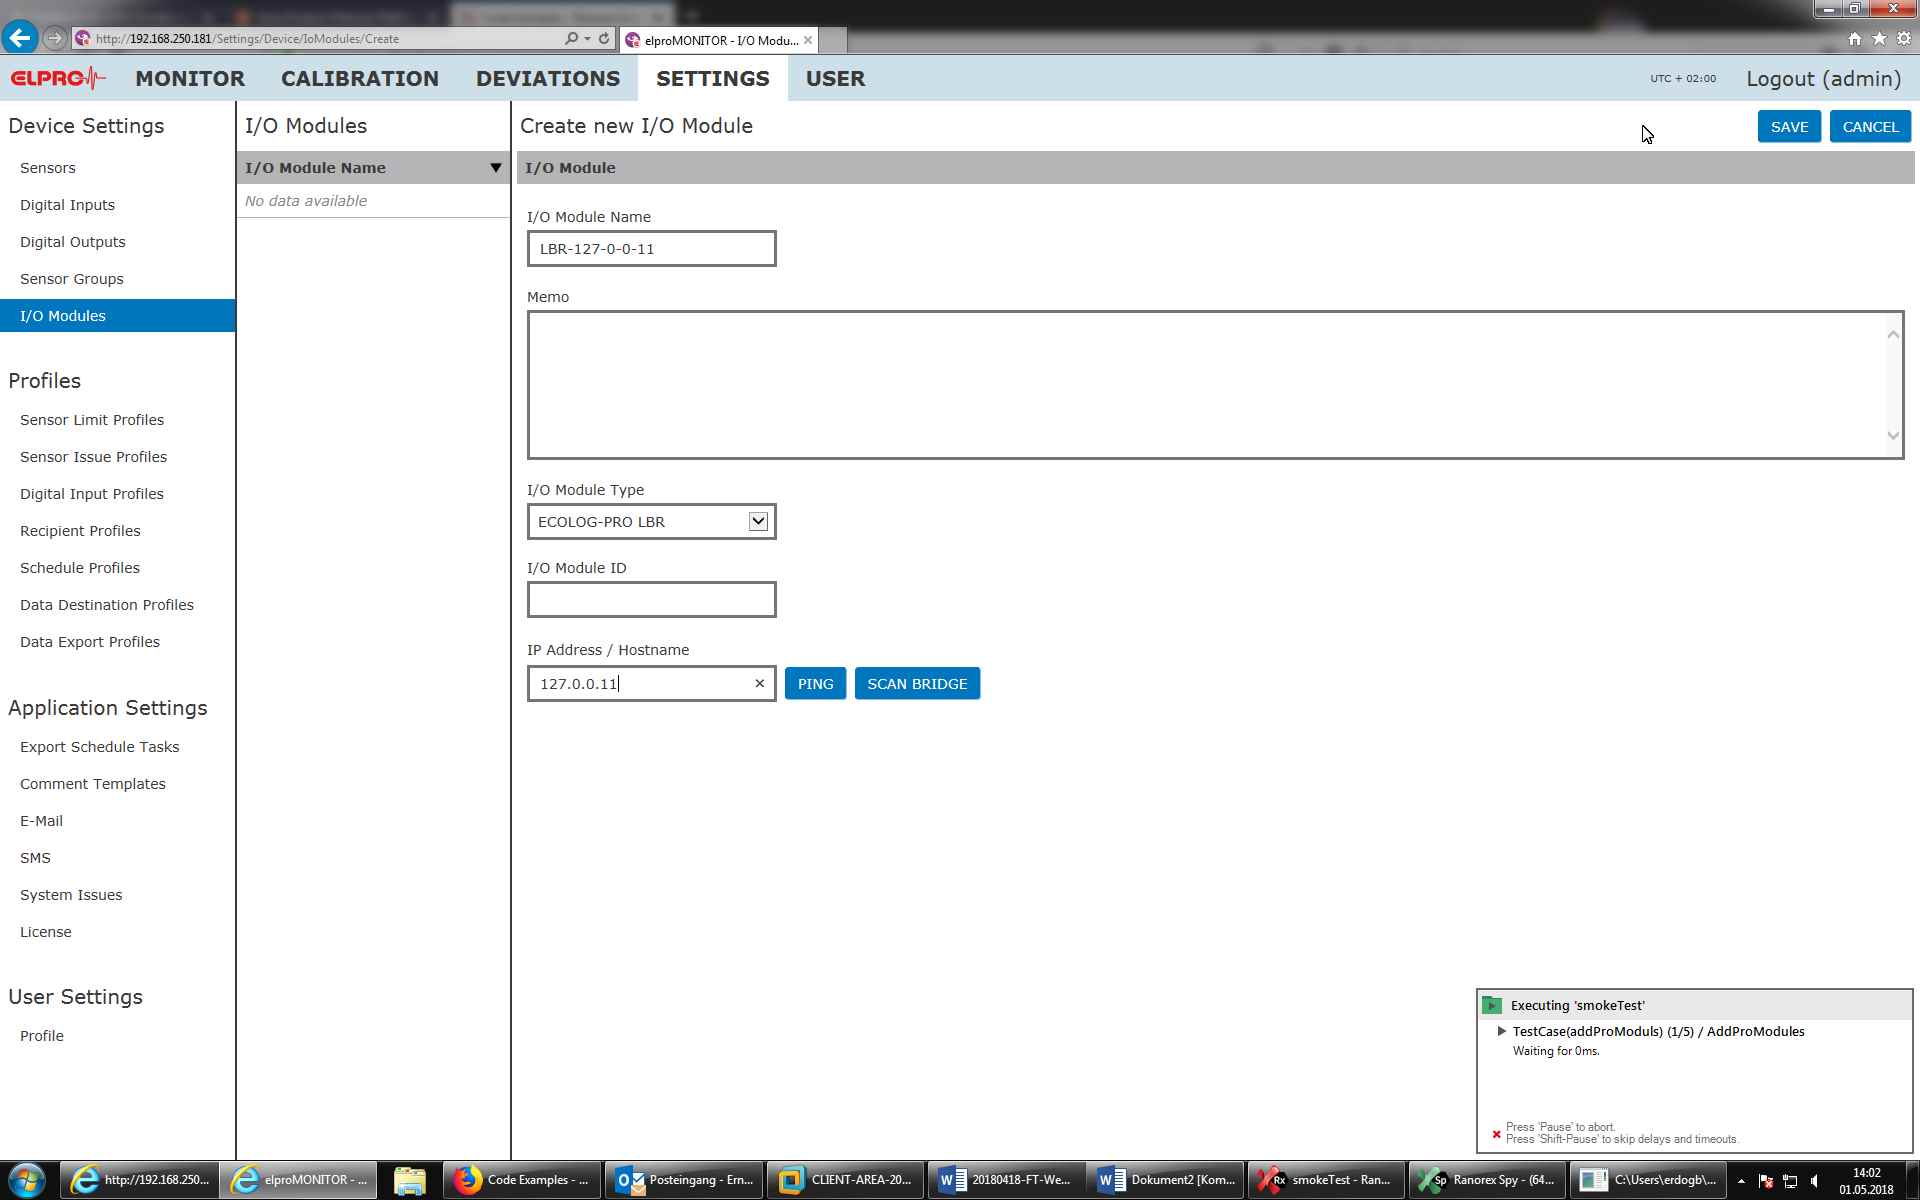 http://192.168.250.181/Settings/Device/IoModules/Create
elproMONITOR - I/O Modu...
ELPRO
MONITOR
CALIBRATION
DEVIATIONS
SETTINGS
USER
UTC + 02:00
Logout (admin)
Device Settings
Sensors
Digital Inputs
Digital Outputs
Sensor Groups
I/O Modules
Profiles
Sensor Limit Profiles
Sensor Issue Profiles
Digital Input Profiles
Recipient Profiles
Schedule Profiles
Data Destination Profiles
Data Export Profiles
Application Settings
Export Schedule Tasks
Comment Templates
E-Mail
SMS
System Issues
License
User Settings
Profile
I/O Modules
I/O Module Name
No data available
Create new I/O Module
SAVE
CANCEL
I/O Module
I/O Module Name
LBR-127-0-0-11
Memo
I/O Module Type
ECOLOG-PRO LBR
I/O Module ID
IP Address / Hostname
127.0.0.11
PING
SCAN BRIDGE
Executing 'smokeTest'
TestCase(addProModuls) (1/5) / AddProModules
Waiting for 0ms.
Press 'Pause' to abort.
Press 'Shift-Pause' to skip delays and timeouts.
http://192.168.250...
elproMONITOR - ...
Code Examples - ...
Posteingang - Ern...
CLIENT-AREA-20...
20180418-FT-We...
Dokument2 [Kom...
Rx
smokeTest - Ran...
Sp
Ranorex Spy - (64...
C:\Users\erdogb\...
14:02
01.05.2018